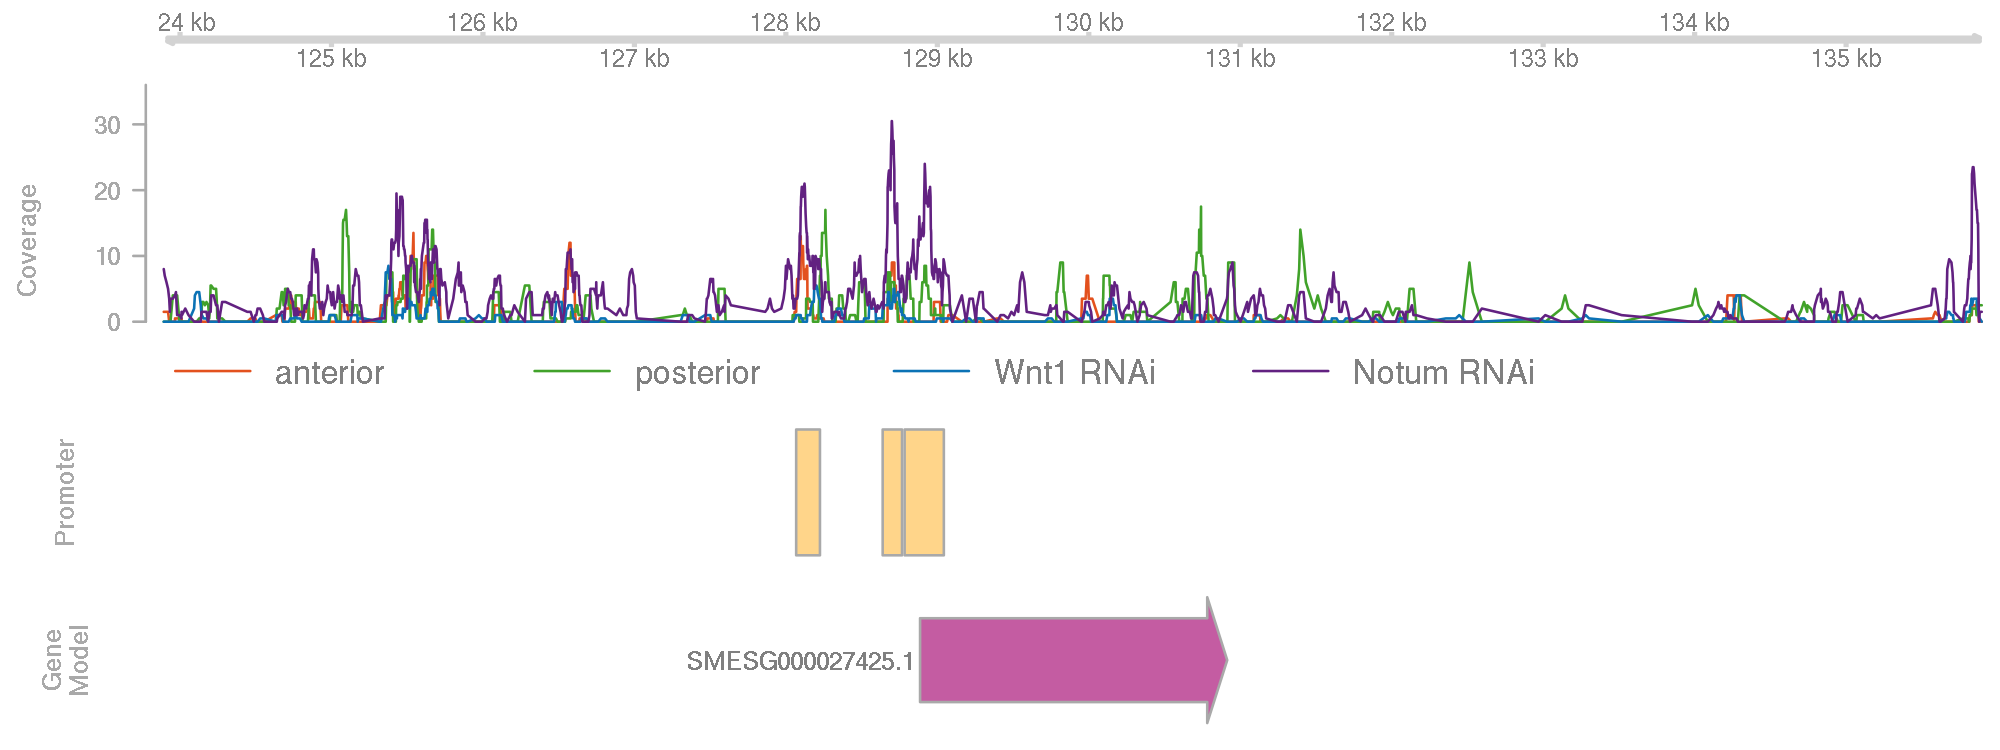 24 kb 126 kb 128 kb 130 kb 132 kb 134 kb
125 kb 127 kb 129 kb 131 kb 133 kb 135 kb
Coverage
30
20
10
0
anterior posterior Wnt1 RNAi Notum RNAi
Promoter
Gene
Model
SMESG000027425.1